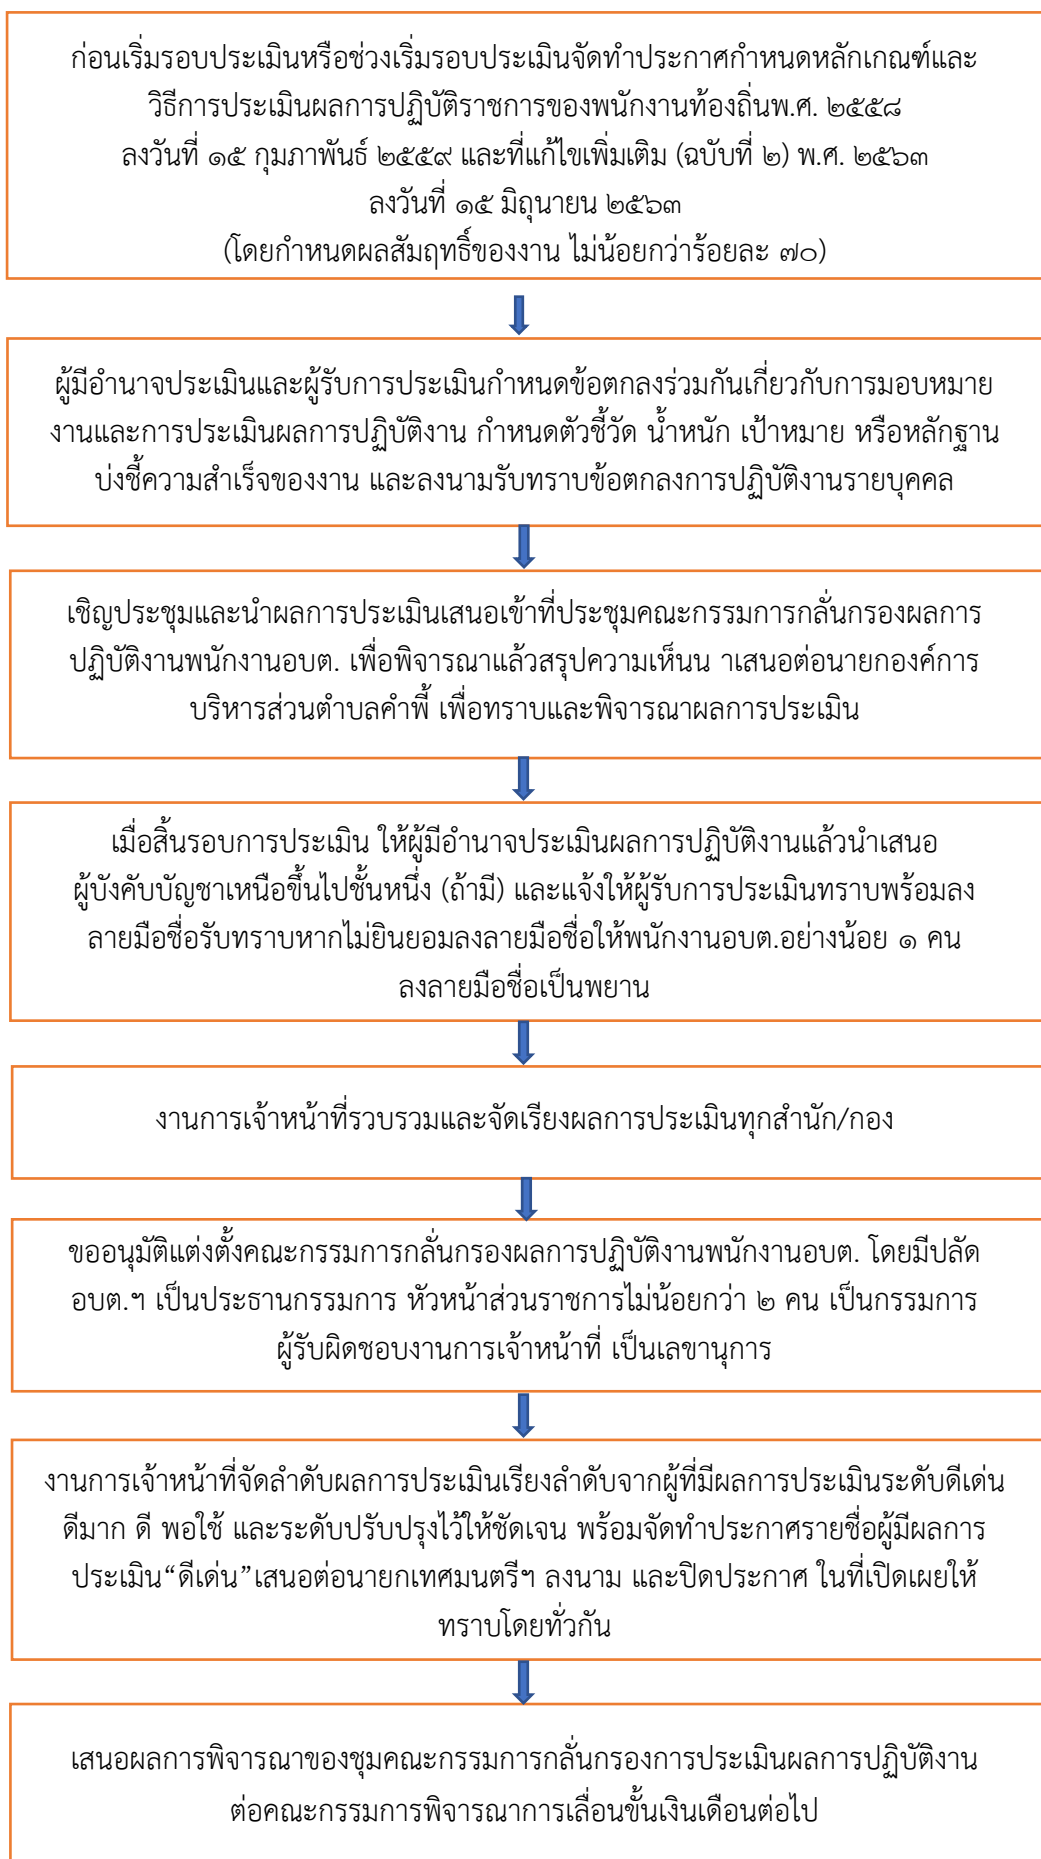 ก่อนเริ่มรอบประเมินหรือช่วงเริ่มรอบประเมินจัดทำประกาศกำหนดหลักเกณฑ์และ
วิธีการประเมินผลการปฏิบัติราชการของพนักงานท้องถิ่นพ.ศ. ๒๕๕๘
ลงวันที่ ๑๕ กุมภาพันธ์ ๒๕๕๙ และที่แก้ไขเพิ่มเติม (ฉบับที่ ๒) พ.ศ. ๒๕๖๓
ลงวันที่ ๑๕ มิถุนายน ๒๕๖๓
(โดยกำหนดผลสัมฤทธิ์ของงาน ไม่น้อยกว่าร้อยละ ๗๐)
ผู้มีอำนาจประเมินและผู้รับการประเมินกำหนดข้อตกลงร่วมกันเกี่ยวกับการมอบหมาย
งานและการประเมินผลการปฏิบัติงาน กำหนดตัวชี้วัด น้ำหนัก เป้าหมาย หรือหลักฐาน
บ่งชี้ความสำเร็จของงาน และลงนามรับทราบข้อตกลงการปฏิบัติงานรายบุคคล
เชิญประชุมและนำผลการประเมินเสนอเข้าที่ประชุมคณะกรรมการกลั่นกรองผลการ
ปฏิบัติงานพนักงานอบต. เพื่อพิจารณาแล้วสรุปความเห็นน าเสนอต่อนายกองค์การ
บริหารส่วนตำบลคำพี้ เพื่อทราบและพิจารณาผลการประเมิน
เมื่อสิ้นรอบการประเมิน ให้ผู้มีอำนาจประเมินผลการปฏิบัติงานแล้วนำเสนอ
ผู้บังคับบัญชาเหนือขึ้นไปชั้นหนึ่ง (ถ้ามี) และแจ้งให้ผู้รับการประเมินทราบพร้อมลง
ลายมือชื่อรับทราบหากไม่ยินยอมลงลายมือชื่อให้พนักงานอบต.อย่างน้อย ๑ คน
ลงลายมือชื่อเป็นพยาน
งานการเจ้าหน้าที่รวบรวมและจัดเรียงผลการประเมินทุกสำนัก/กอง
ขออนุมัติแต่งตั้งคณะกรรมการกลั่นกรองผลการปฏิบัติงานพนักงานอบต. โดยมีปลัด
อบต.ฯ เป็นประธานกรรมการ หัวหน้าส่วนราชการไม่น้อยกว่า ๒ คน เป็นกรรมการ
ผู้รับผิดชอบงานการเจ้าหน้าที่ เป็นเลขานุการ
งานการเจ้าหน้าที่จัดลำดับผลการประเมินเรียงลำดับจากผู้ที่มีผลการประเมินระดับดีเด่น
ดีมาก ดี พอใช้ และระดับปรับปรุงไว้ให้ชัดเจน พร้อมจัดทำประกาศรายชื่อผู้มีผลการ
ประเมิน“ดีเด่น”เสนอต่อนายกเทศมนตรีฯ ลงนาม และปิดประกาศ ในที่เปิดเผยให้
ทราบโดยทั่วกัน
เสนอผลการพิจารณาของชุมคณะกรรมการกลั่นกรองการประเมินผลการปฏิบัติงาน
ต่อคณะกรรมการพิจารณาการเลื่อนขั้นเงินเดือนต่อไป